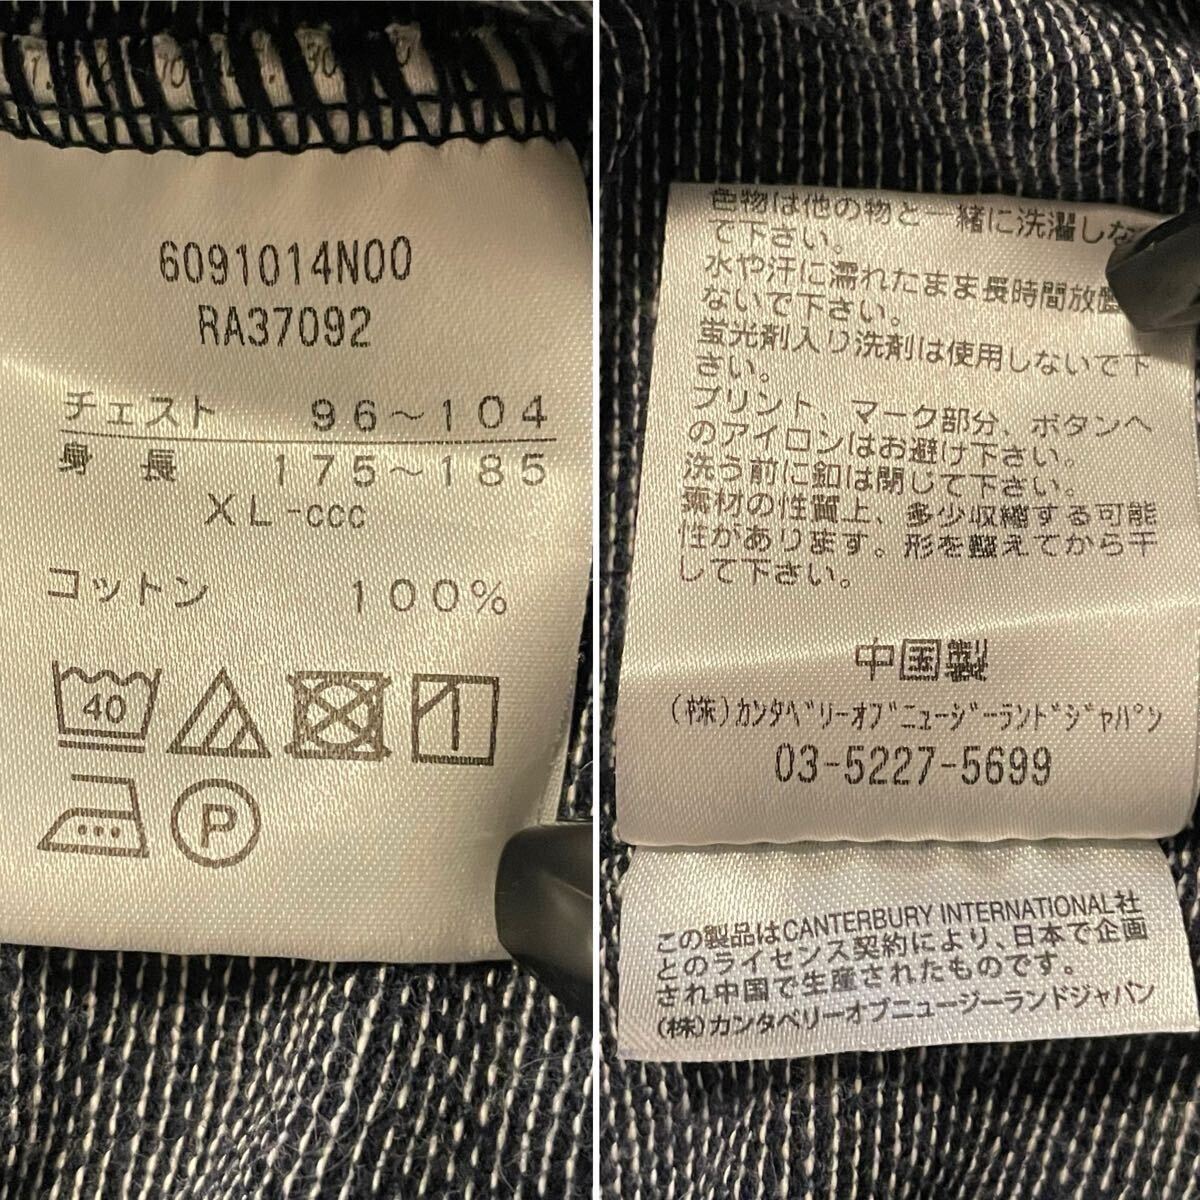 6091014N00
RA37092
チェスト 96～104
身長 175～185
XL-ccc
コットン 100%
40
P
色物は他の物と一緒に洗濯しな
て下さい。
水や汗に濡れたまま長時間放置
ないで下さい。
蛍光剤入り洗剤は使用しないで下
さい。
プリント、マーク部分、ボタンへ
のアイロンはお避け下さい。
洗う前に釦は閉じて下さい。
素材の性質上、多少収縮する可能
性があります。形を整えてから干
して下さい。
中国製
(株)カンタベリーオブニュージーランドジャパン
03-5227-5699
この製品はCANTERBURY INTERNATIONAL社
とのライセンス契約により、日本で企画
され中国で生産されたものです。
(株)カンタベリーオブニュージーランドジャパン